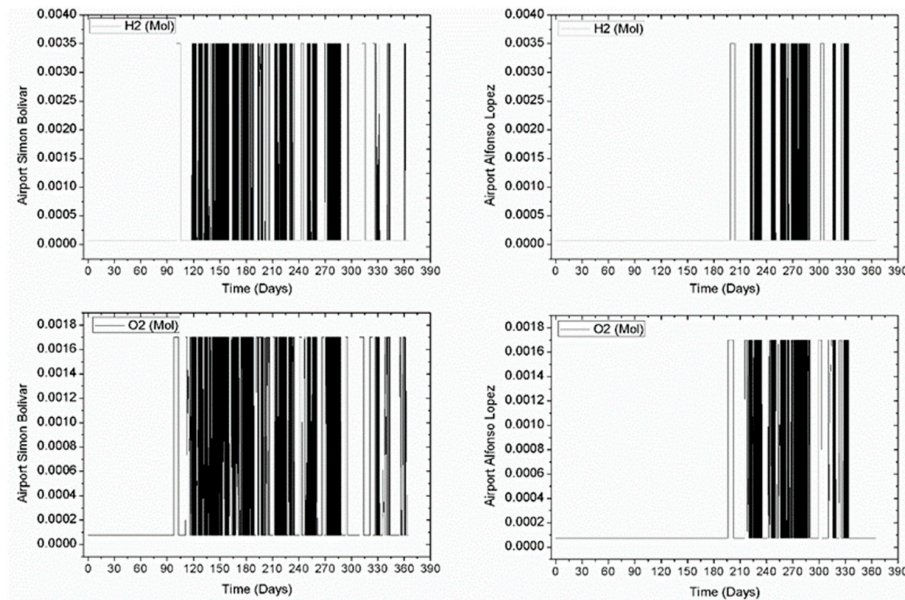 Airport Simon Bolivar
H2 (Mol)
0.0040
0.0035
0.0030
0.0025
0.0020
0.0015
0.0010
0.0005
0.0000
0 30 60 90 120 150 180 210 240 270 300 330 360 390
Time (Days)
Airport Alfonso Lopez
H2 (Mol)
0.0040
0.0035
0.0030
0.0025
0.0020
0.0015
0.0010
0.0005
0.0000
0 30 60 90 120 150 180 210 240 270 300 330 360 390
Time (Days)
Airport Simon Bolivar
O2 (Mol)
0.0018
0.0016
0.0014
0.0012
0.0010
0.0008
0.0006
0.0004
0.0002
0.0000
0 30 60 90 120 150 180 210 240 270 300 330 360 390
Time (Days)
Airport Alfonso Lopez
O2 (Mol)
0.0018
0.0016
0.0014
0.0012
0.0010
0.0008
0.0006
0.0004
0.0002
0.0000
0 30 60 90 120 150 180 210 240 270 300 330 360 390
Time (Days)